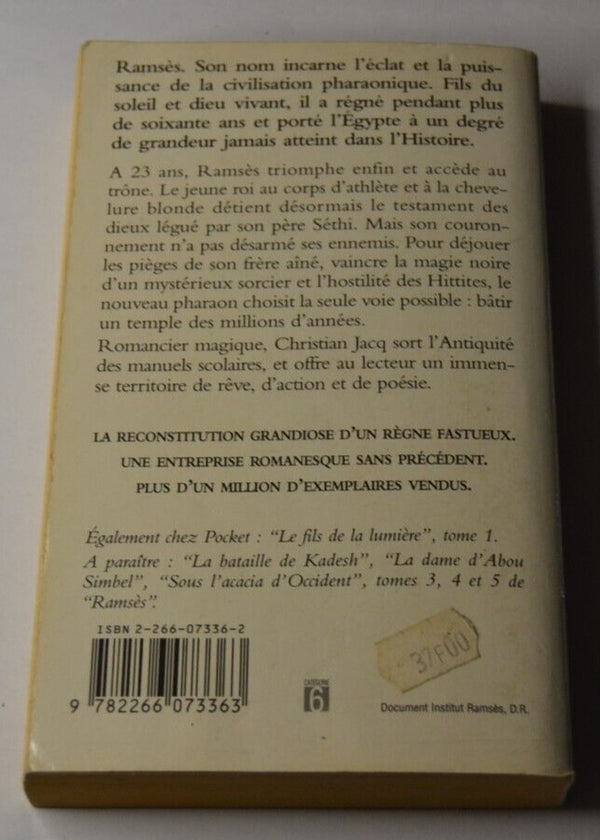 Ramsès. Son nom incarne l'éclat et la puis-
sance de la civilisation pharaonique. Fils du
soleil et dieu vivant, il a régné pendant plus
de soixante ans et porté l'Égypte à un degré
de grandeur jamais atteint dans l'Histoire.
A 23 ans, Ramsès triomphe enfin et accède au
trône. Le jeune roi au corps d'athlète et à la cheve-
lure blonde détient désormais le testament des
dieux légué par son père Séthi. Mais son couron-
nement n'a pas désarmé ses ennemis. Pour déjouer
les pièges de son frère aîné, vaincre la magie noire
d'un mystérieux sorcier et l'hostilité des Hittites, le
nouveau pharaon choisit la seule voie possible : bâtir
un temple des millions d'années.
Romancier magique, Christian Jacq sort l'Antiquité
des manuels scolaires, et offre au lecteur un immen-
se territoire de rêve, d'action et de poésie.
LA RECONSTITUTION GRANDIOSE D'UN RÈGNE FASTUEUX.
UNE ENTREPRISE ROMANESQUE SANS PRÉCÉDENT.
PLUS D'UN MILLION D'EXEMPLAIRES VENDUS.
Également chez Pocket : "Le fils de la lumière", tome 1.
A paraître : "La bataille de Kadesh", "La dame d'Abou
Simbel", "Sous l'acacia d'Occident", tomes 3, 4 et 5 de
"Ramsès".
ISBN 2-266-07336-2
9 782266 073363
CATÉGORIE
6
37F00
Document Institut Ramsès, D.R.